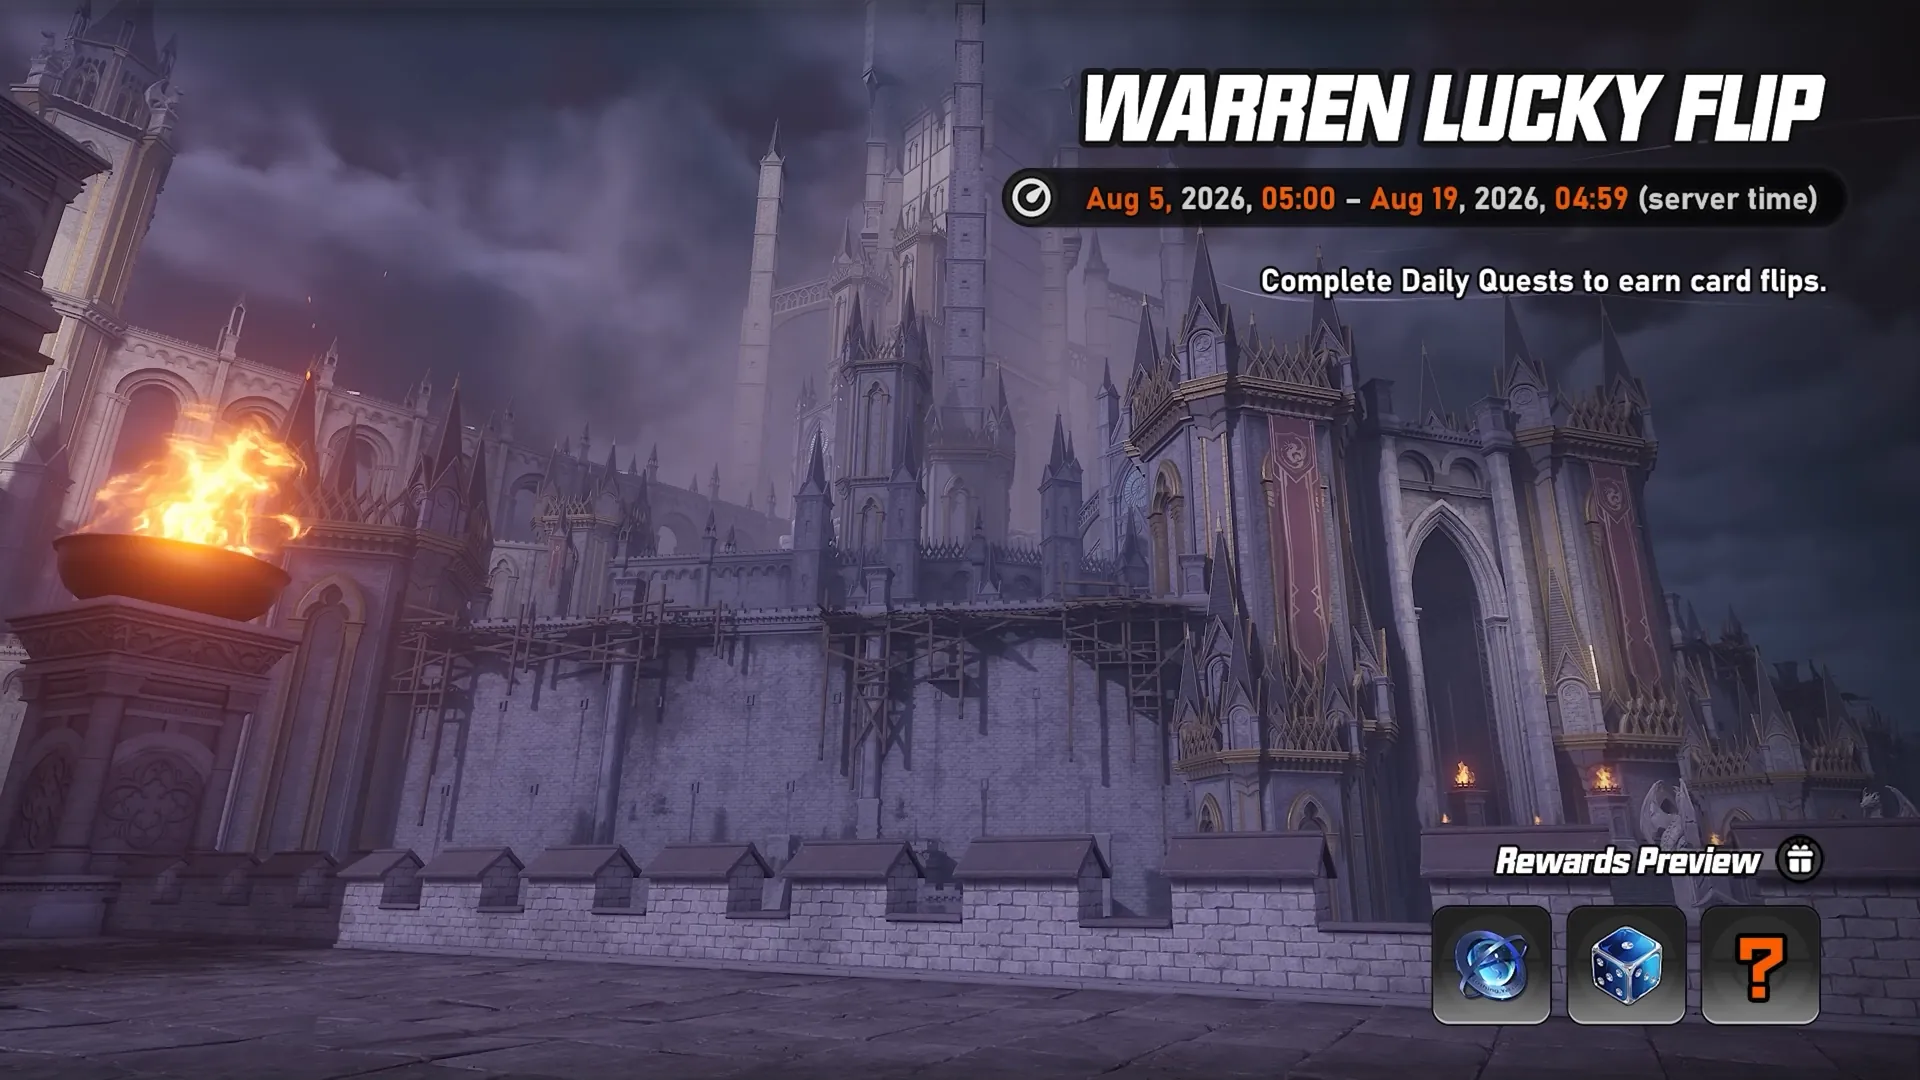 WARREN LUCKY FLIP
Aug 5, 2026, 05:00 – Aug 19, 2026, 04:59 (server time)
Complete Daily Quests to earn card flips.
Rewards Preview
?